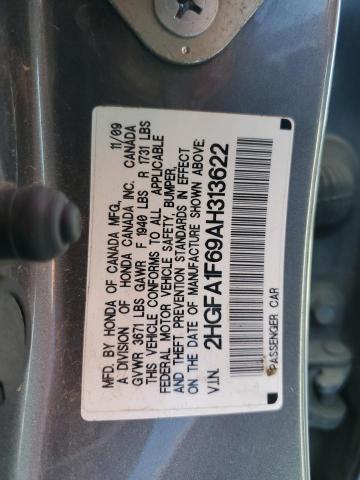 MFD. BY HONDA OF CANADA MFG., 11/09
A DIVISION OF HONDA CANADA INC. CANADA
GVWR 3671 LBS GAWR F 1940 LBS R 1731 LBS
THIS VEHICLE CONFORMS TO ALL APPLICABLE
FEDERAL MOTOR VEHICLE SAFETY, BUMPER,
AND THEFT PREVENTION STANDARDS IN EFFECT
ON THE DATE OF MANUFACTURE SHOWN ABOVE.
V.I.N. 2HGFA1F69AH313622
PASSENGER CAR